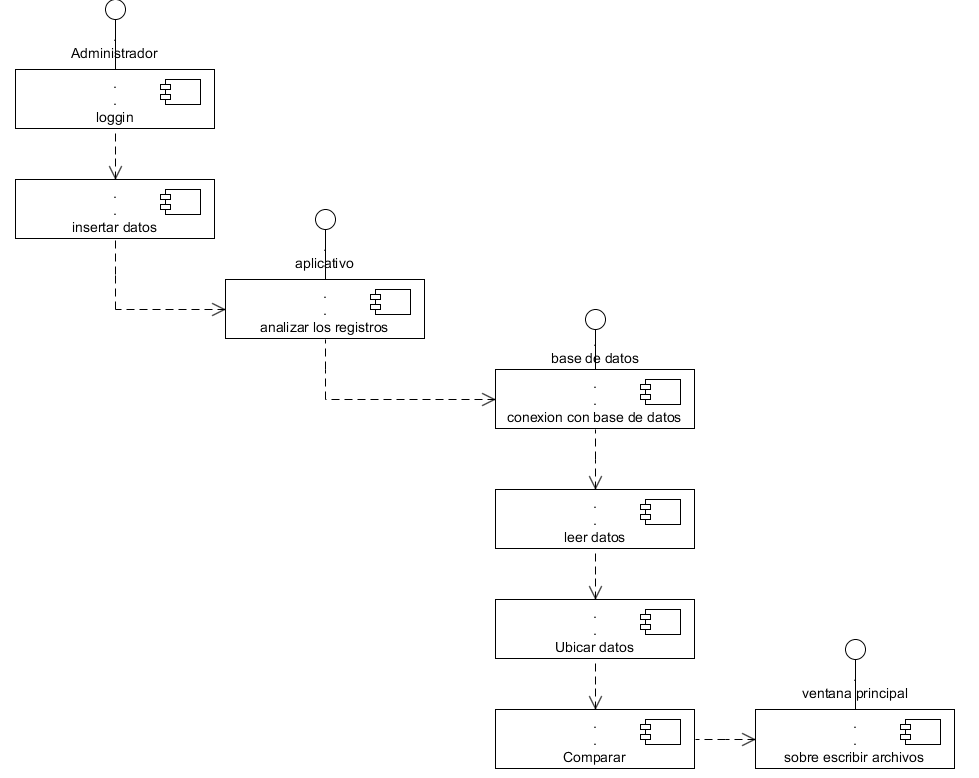 Administrador
loggin
insertar datos
aplicativo
analizar los registros
base de datos
conexion con base de datos
leer datos
Ubicar datos
Comparar
ventana principal
sobre escribir archivos